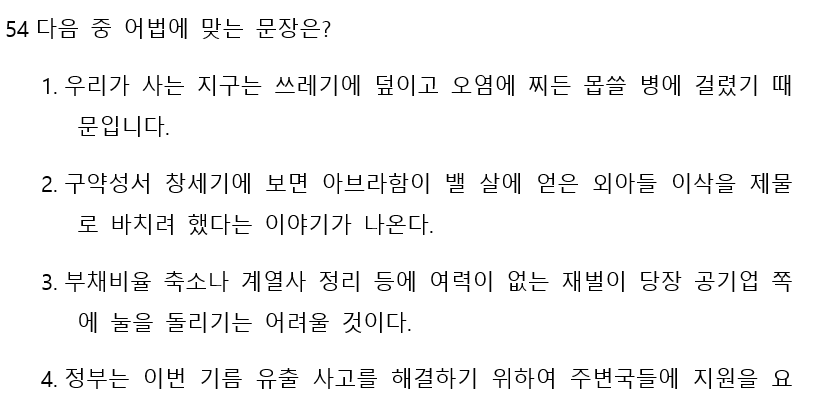 54 다음 중 어법에 맞는 문장은?
1. 우리가 사는 지구는 쓰레기에 덮이고 오염에 찌든 몹쓸 병에 걸렸기 때
문입니다.
2. 구약성서 창세기에 보면 아브라함이 밸 살에 얻은 외아들 이삭을 제물
로 바치려 했다는 이야기가 나온다.
3. 부채비율 축소나 계열사 정리 등에 여력이 없는 재벌이 당장 공기업 쪽
에 눌을 돌리기는 어려울 것이다.
4. 정부는 이번 기름 유출 사고를 해결하기 위하여 주변국들에 지원을 요